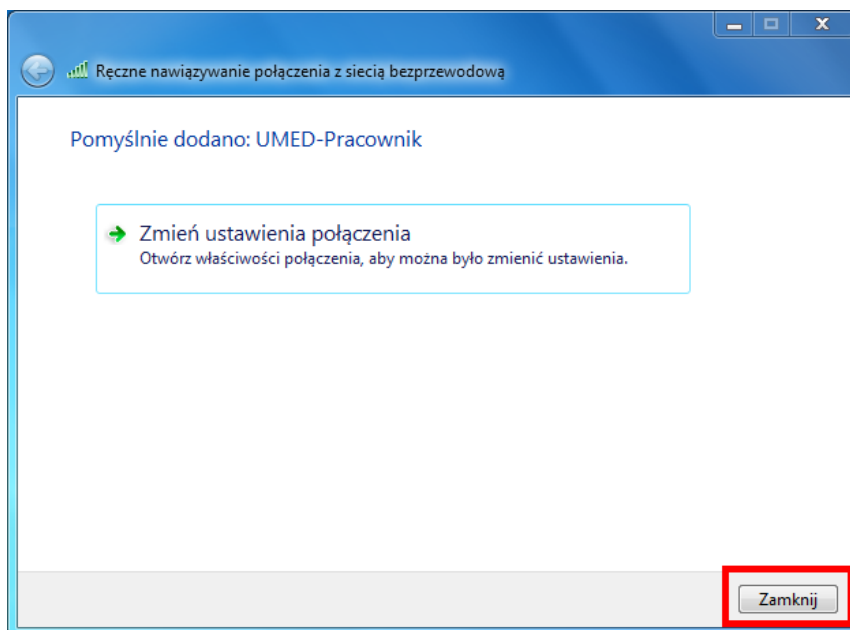 Ręczne nawiązywanie połączenia z siecią bezprzewodową
Pomyślnie dodano: UMED-Pracownik
Zmień ustawienia połączenia
Otwórz właściwości połączenia, aby można było zmienić ustawienia.
Zamknij